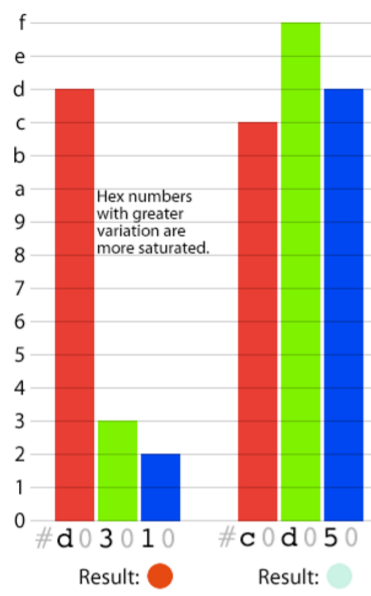 f
e
d
c
b
a
9
8
7
6
5
4
3
2
1
0
Hex numbers
with greater
variation are
more saturated.
#d03010
#c0d050
Result:
Result: